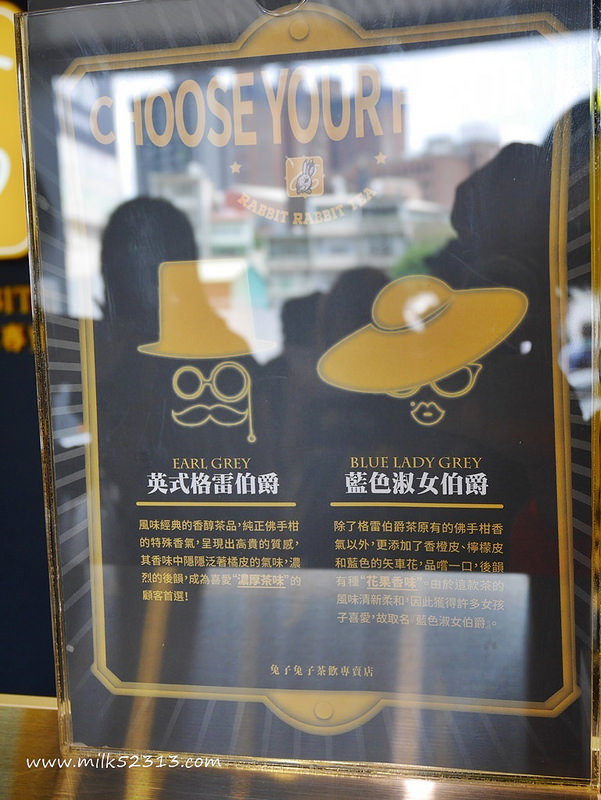 CHOOSE YOUR
RABBIT RABBIT TEA
EARL GREY
英式格雷伯爵
風味經典的香醇茶品，純正佛手柑
的特殊香氣，呈現出高貴的質感，
其香味中隱隱泛著橘皮的氣味，濃
烈的後韻，成為喜愛"濃厚茶味"的
顧客首選！
BLUE LADY GREY
藍色淑女伯爵
除了格雷伯爵茶原有的佛手柑香
氣以外，更添加了香橙皮、檸檬皮
和藍色的矢車花，品嚐一口，後韻
有種"花果香味"。由於這款茶的
風味清新柔和，因此獲得許多女孩
子喜愛，故取名『藍色淑女伯爵』。
兔子兔子茶飲專賣店
www.milk52313.com